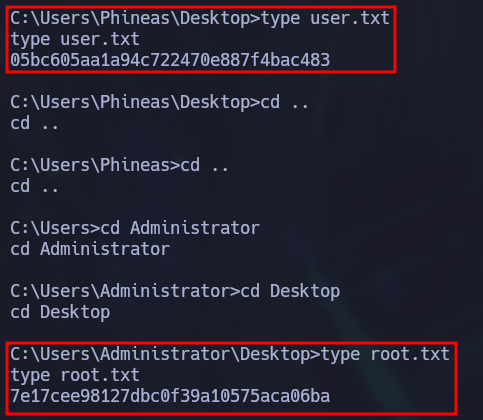 C:\Users\Phineas\Desktop>type user.txt
type user.txt
05bc605aa1a94c722470e887f4bac483
C:\Users\Phineas\Desktop>cd ..
cd ..
C:\Users\Phineas>cd ..
cd ..
C:\Users>cd Administrator
cd Administrator
C:\Users\Administrator>cd Desktop
cd Desktop
C:\Users\Administrator\Desktop>type root.txt
type root.txt
7e17cee98127dbc0f39a10575aca06ba